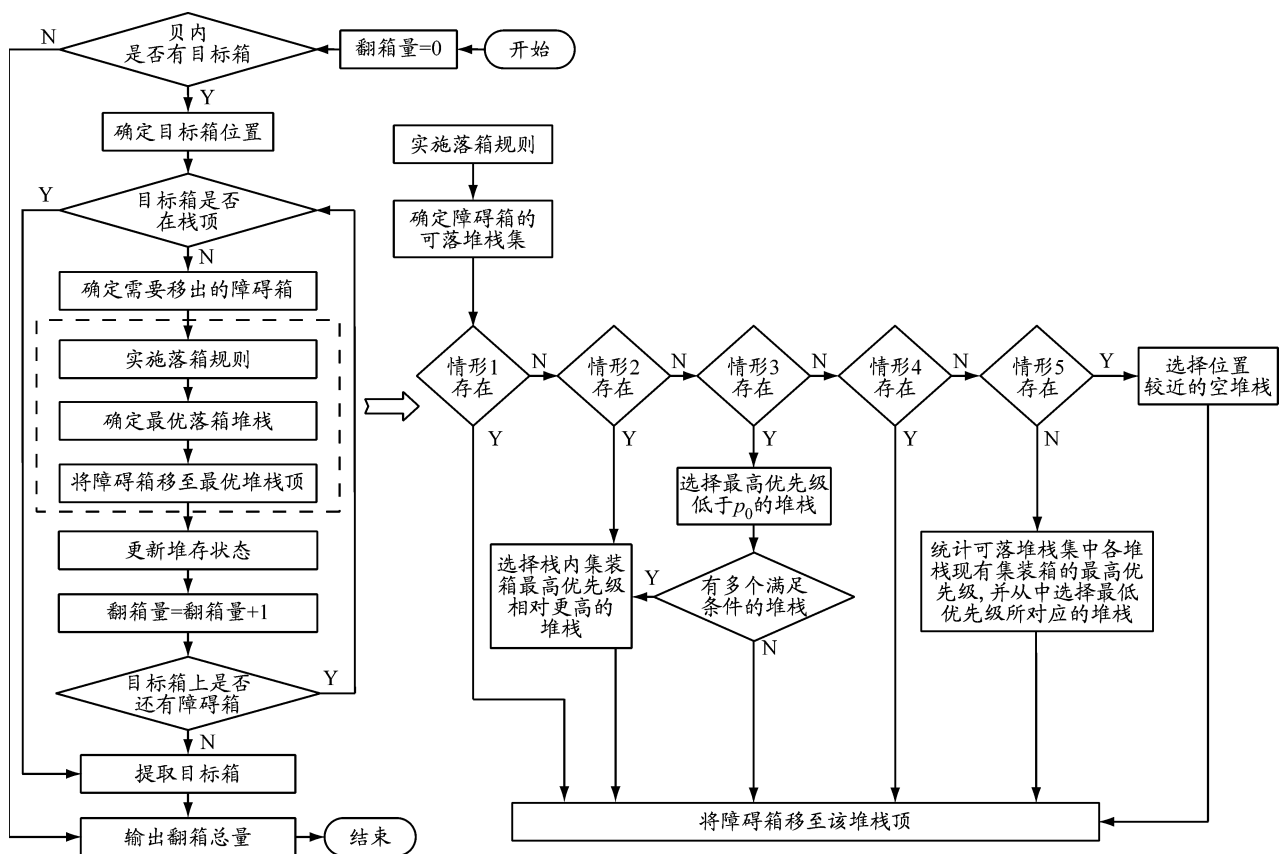 开始
翻箱量=0
贝内
是否有目标箱
N
Y
确定目标箱位置
目标箱是否
在栈顶
Y
N
确定需要移出的障碍箱
实施落箱规则
确定最优落箱堆栈
将障碍箱移至最优堆栈顶
更新堆存状态
翻箱量=翻箱量+1
目标箱上是否
还有障碍箱
Y
N
提取目标箱
输出翻箱总量
结束
实施落箱规则
确定障碍箱的
可落堆栈集
情形1
存在
N
Y
情形2
存在
N
Y
情形3
存在
N
Y
情形4
存在
N
Y
情形5
存在
Y
N
选择位置
较近的空堆栈
选择最高优先级
低于p0的堆栈
选择栈内集装
箱最高优先级
相对更高的
堆栈
有多个满足
条件的堆栈
Y
N
统计可落堆栈集中各堆
栈现有集装箱的最高优
先级,并从中选择最低
优先级所对应的堆栈
将障碍箱移至该堆栈顶